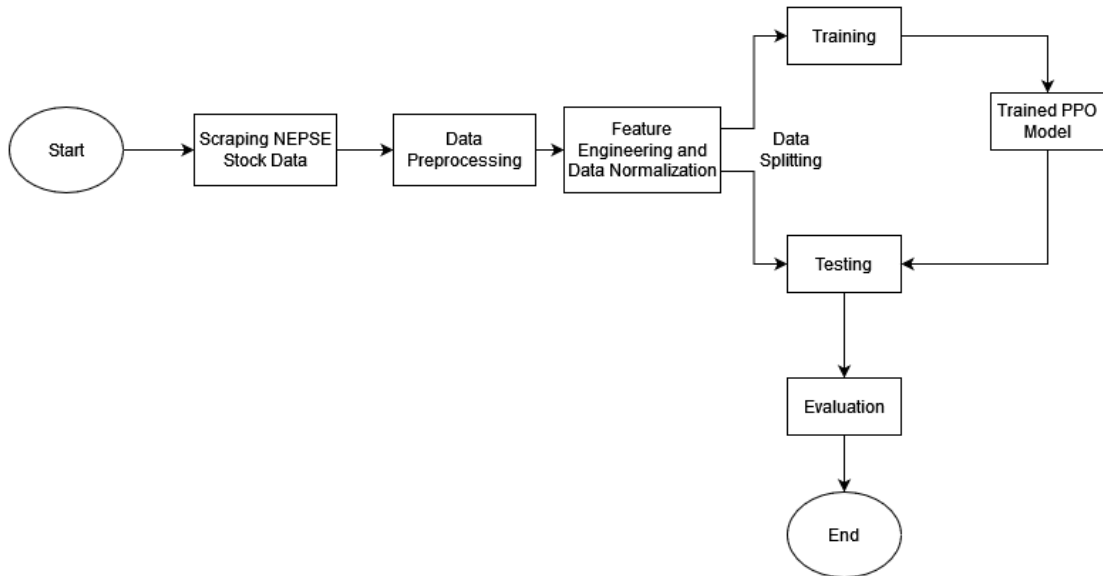 Start
Scraping NEPSE
Stock Data
Data
Preprocessing
Feature
Engineering and
Data Normalization
Data
Splitting
Training
Trained PPO
Model
Testing
Evaluation
End